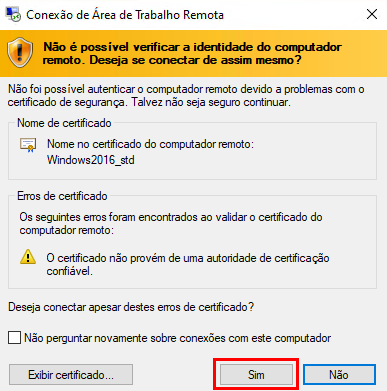 Conexão de Área de Trabalho Remota
Não é possível verificar a identidade do computador
remoto. Deseja se conectar de assim mesmo?
Não foi possível autenticar o computador remoto devido a problemas com o
certificado de segurança. Talvez não seja seguro continuar.
Nome de certificado
Nome no certificado do computador remoto:
Windows2016_std
Erros de certificado
Os seguintes erros foram encontrados ao validar o certificado do
computador remoto:
O certificado não provém de uma autoridade de certificação
confiável.
Deseja conectar apesar destes erros de certificado?
Não perguntar novamente sobre conexões com este computador
Exibir certificado...
Sim
Não